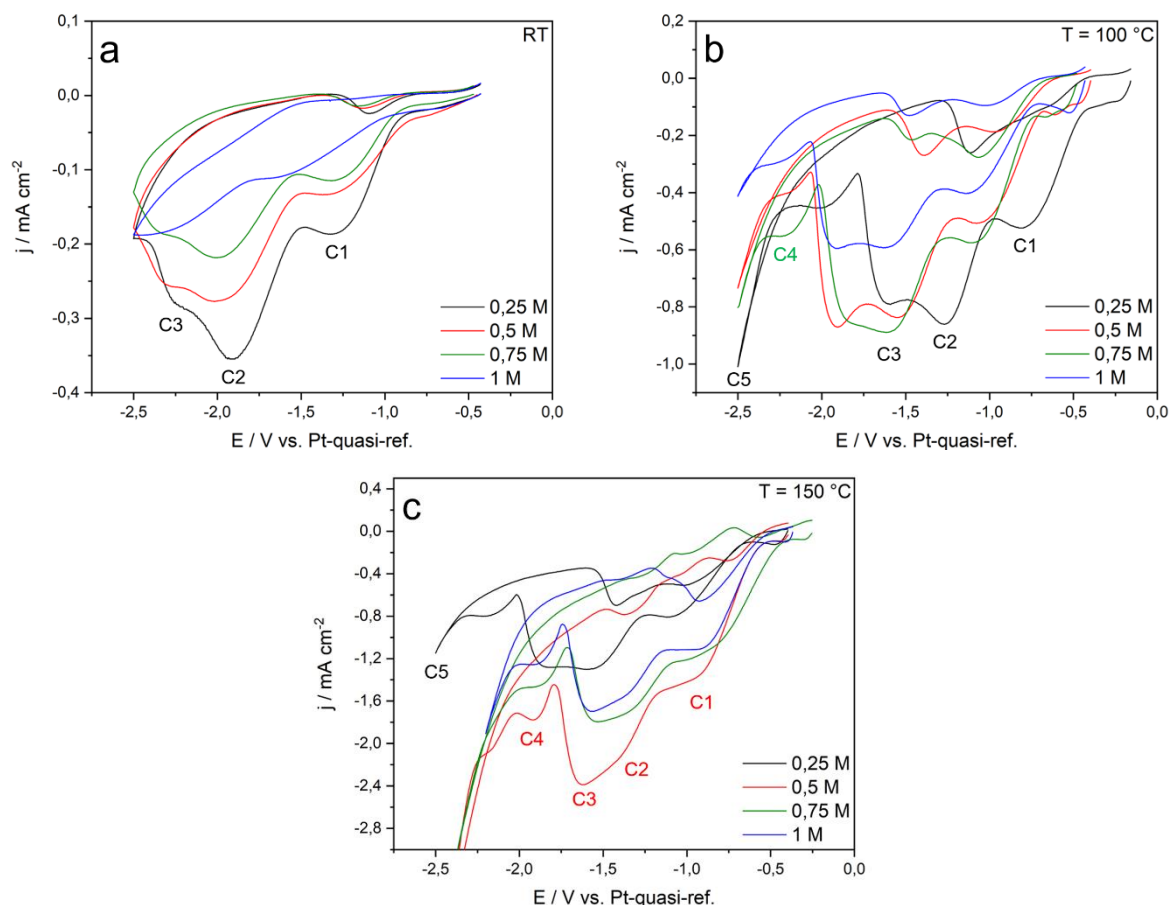 a
RT
0,1
0,0
-0,1
-0,2
-0,3
-0,4
j / mA cm⁻²
C1
C2
C3
0,25 M
0,5 M
0,75 M
1 M
-2,5 -2,0 -1,5 -1,0 -0,5 0,0
E / V vs. Pt-quasi-ref.
b
T = 100 °C
0,0
-0,2
-0,4
-0,6
-0,8
-1,0
j / mA cm⁻²
C4
C1
C3
C2
C5
0,25 M
0,5 M
0,75 M
1 M
-2,5 -2,0 -1,5 -1,0 -0,5 0,0
E / V vs. Pt-quasi-ref.
c
T = 150 °C
0,4
0,0
-0,4
-0,8
-1,2
-1,6
-2,0
-2,4
-2,8
j / mA cm⁻²
C5
C1
C4
C2
C3
0,25 M
0,5 M
0,75 M
1 M
-2,5 -2,0 -1,5 -1,0 -0,5 0,0
E / V vs. Pt-quasi-ref.